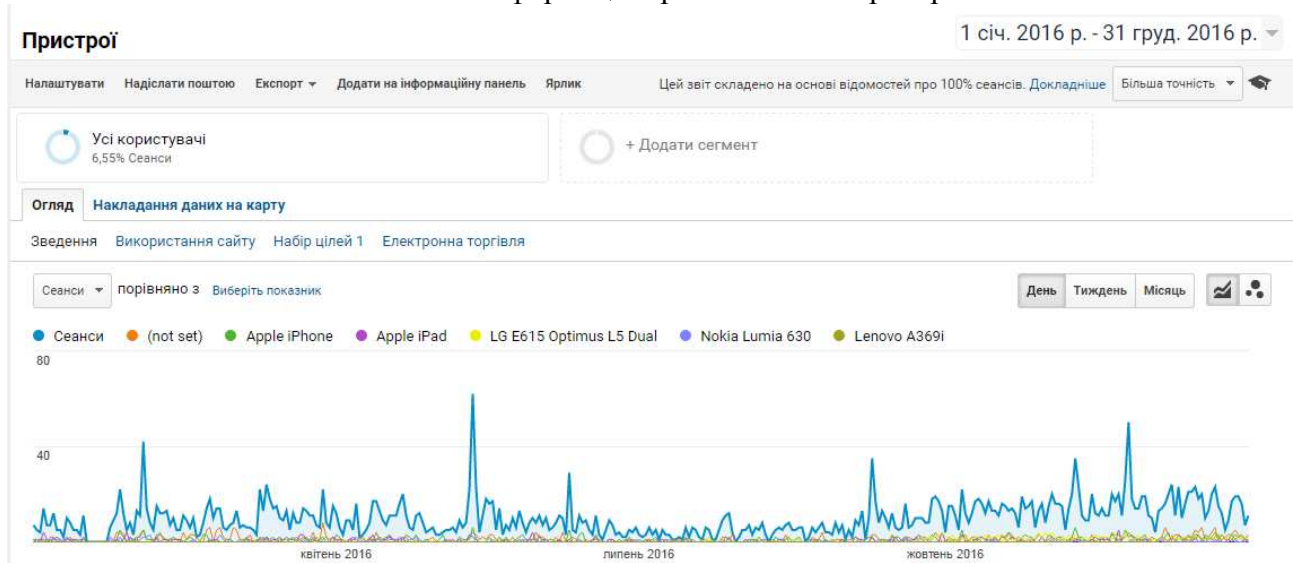 Пристрої
1 січ. 2016 р. - 31 груд. 2016 р.
Налаштувати Надіслати поштою Експорт Додати на інформаційну панель Ярлик Цей звіт складено на основі відомостей про 100% сеансів. Докладніше Більша точність
Усі користувачі
6,55% Сеанси
+ Додати сегмент
Огляд Накладання даних на карту
Зведення Використання сайту Набір цілей 1 Електронна торгівля
Сеанси порівняно з Виберіть показник День Тиждень Місяць
Сеанси (not set) Apple iPhone Apple iPad LG E615 Optimus L5 Dual Nokia Lumia 630 Lenovo A369i
80
40
квітень 2016 липень 2016 жовтень 2016